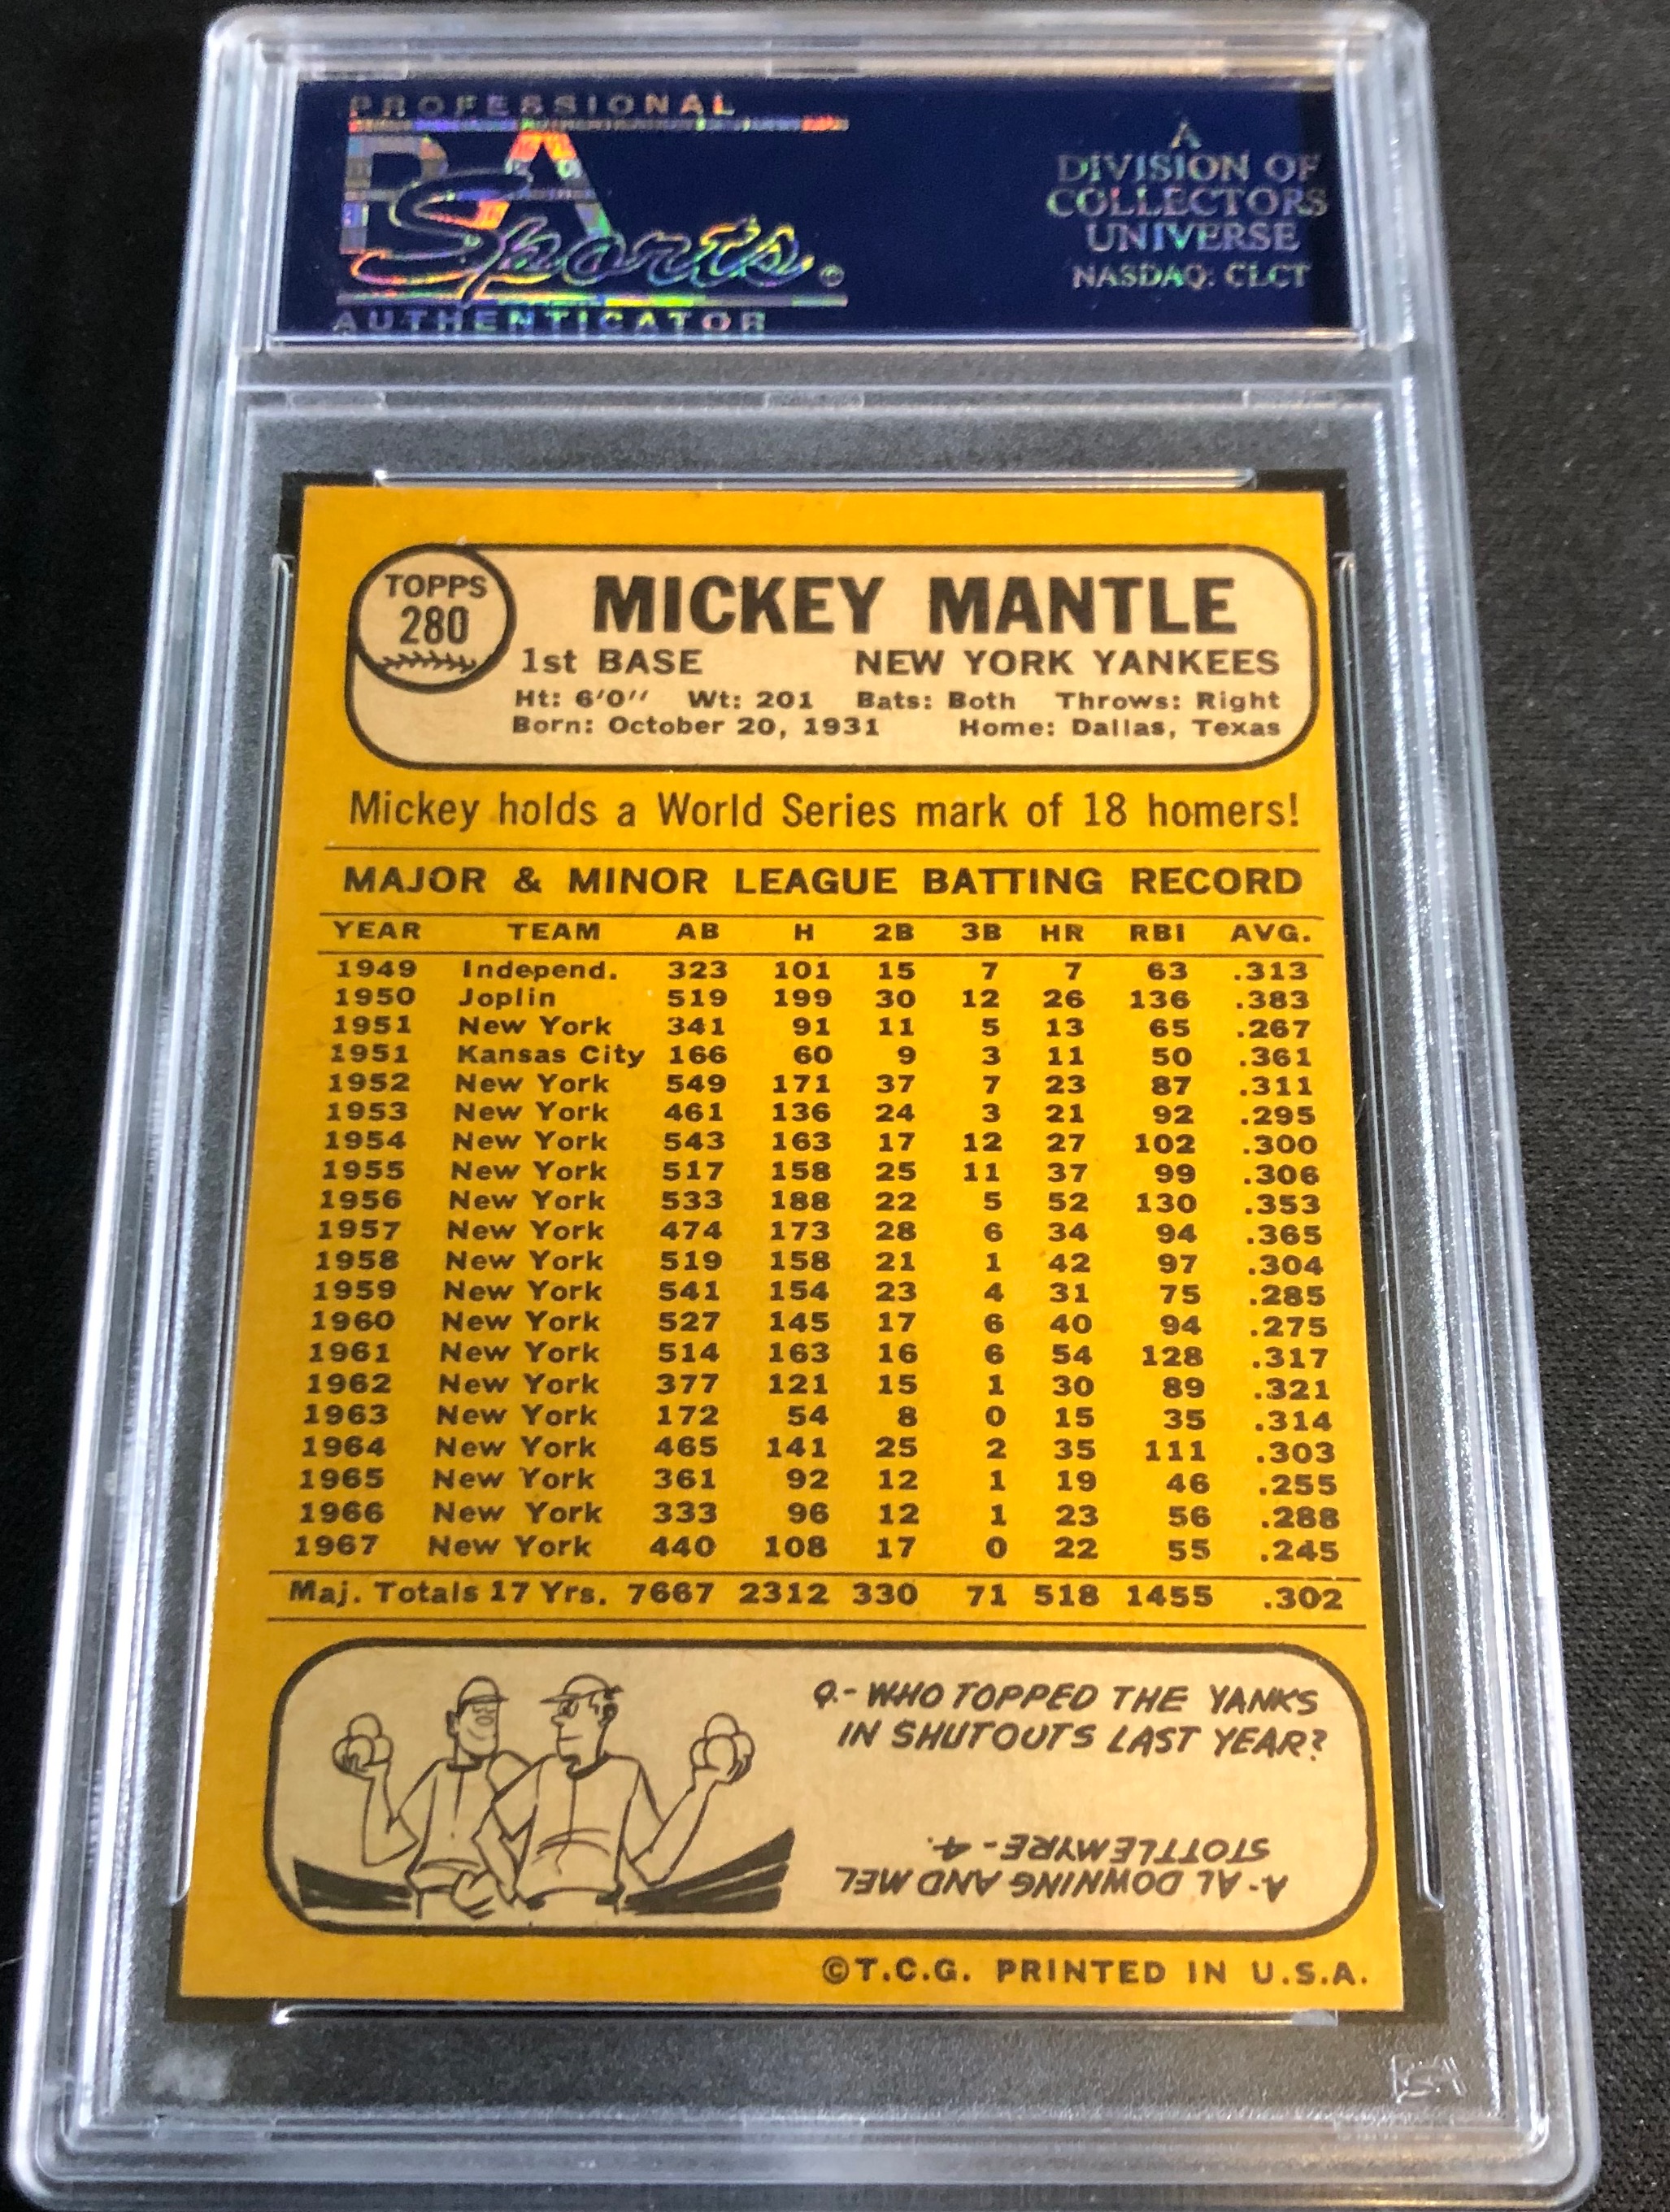 PROFESSIONAL
PSA
Sports
AUTHENTICATOR
A
DIVISION OF
COLLECTORS
UNIVERSE
NASDAQ: CLCT
TOPPS
280
MICKEY MANTLE
1st BASE NEW YORK YANKEES
Ht: 6'0" Wt: 201 Bats: Both Throws: Right
Born: October 20, 1931 Home: Dallas, Texas
Mickey holds a World Series mark of 18 homers!
MAJOR & MINOR LEAGUE BATTING RECORD
YEAR TEAM AB H 2B 3B HR RBI AVG.
1949 Independ. 323 101 15 7 7 63 .313
1950 Joplin 519 199 30 12 26 136 .383
1951 New York 341 91 11 5 13 65 .267
1951 Kansas City 166 60 9 3 11 50 .361
1952 New York 549 171 37 7 23 87 .311
1953 New York 461 136 24 3 21 92 .295
1954 New York 543 163 17 12 27 102 .300
1955 New York 517 158 25 11 37 99 .306
1956 New York 533 188 22 5 52 130 .353
1957 New York 474 173 28 6 34 94 .365
1958 New York 519 158 21 1 42 97 .304
1959 New York 541 154 23 4 31 75 .285
1960 New York 527 145 17 6 40 94 .275
1961 New York 514 163 16 6 54 128 .317
1962 New York 377 121 15 1 30 89 .321
1963 New York 172 54 8 0 15 35 .314
1964 New York 465 141 25 2 35 111 .303
1965 New York 361 92 12 1 19 46 .255
1966 New York 333 96 12 1 23 56 .288
1967 New York 440 108 17 0 22 55 .245
Maj. Totals 17 Yrs. 7667 2312 330 71 518 1455 .302
Q.- WHO TOPPED THE YANKS
IN SHUTOUTS LAST YEAR?
A- AL DOWNING AND MEL
STOTTLEMYRE - 4.
©T.C.G. PRINTED IN U.S.A.
PSA